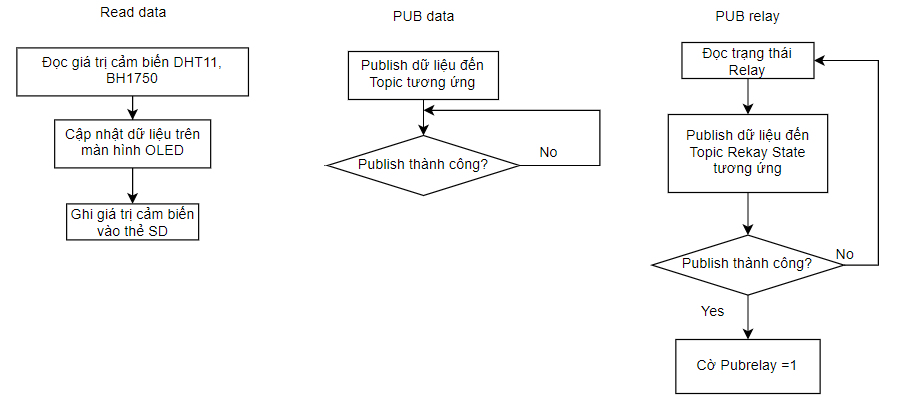 Read data
Đọc giá trị cảm biến DHT11,
BH1750
Cập nhật dữ liệu trên
màn hình OLED
Ghi giá trị cảm biến
vào thẻ SD
PUB data
Publish dữ liệu đến
Topic tương ứng
Publish thành công?
No
PUB relay
Đọc trạng thái
Relay
Publish dữ liệu đến
Topic Rekay State
tương ứng
Publish thành công?
No
Yes
Cờ Pubrelay =1